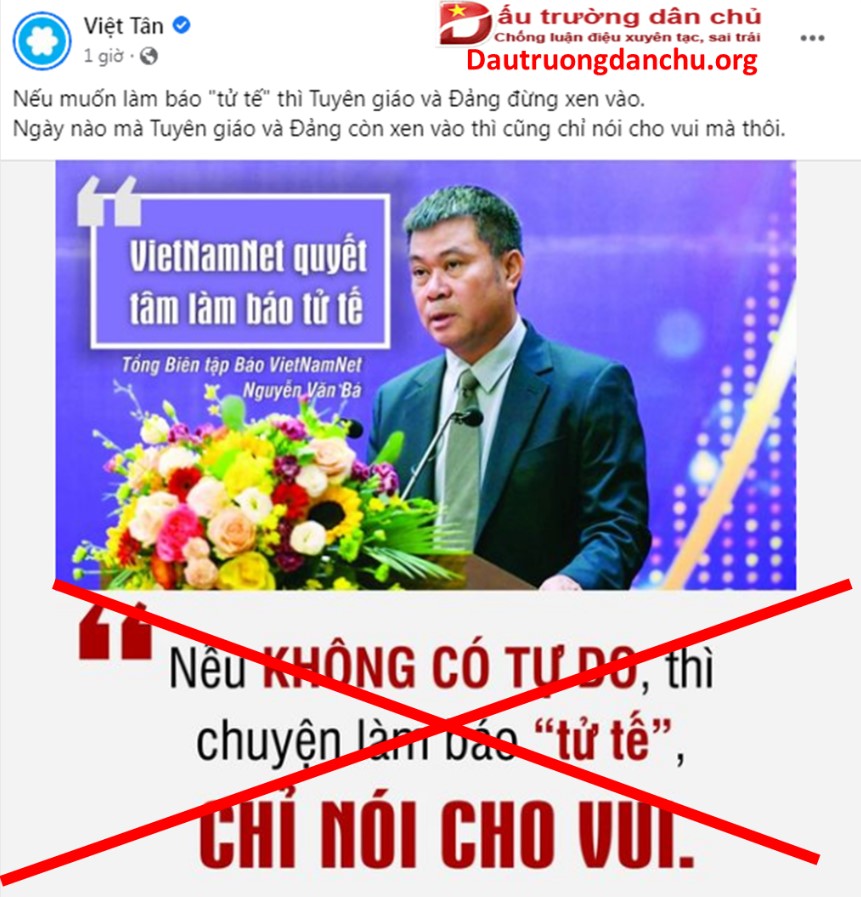 Việt Tân
1 giờ ·
Đấu trường dân chủ
Chống luận điệu xuyên tạc, sai trái
Dautruongdanchu.org
Nếu muốn làm báo "tử tế" thì Tuyên giáo và Đảng đừng xen vào.
Ngày nào mà Tuyên giáo và Đảng còn xen vào thì cũng chỉ nói cho vui mà thôi.
“
VietNamNet quyết
tâm làm báo tử tế
Tổng Biên tập Báo VietNamNet
Nguyễn Văn Bá
“
Nếu KHÔNG CÓ TỰ DO, thì
chuyện làm báo “tử tế”,
CHỈ NÓI CHO VUI.